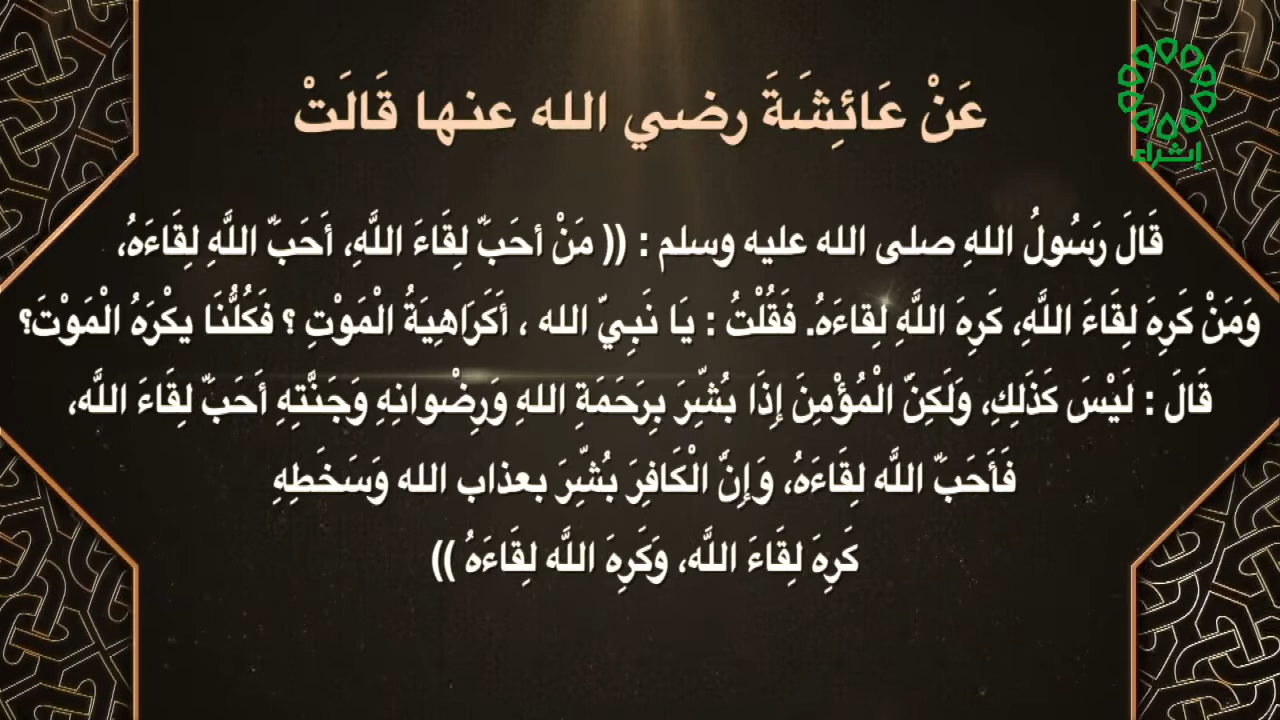 عَنْ عَائِشَةَ رضي الله عنها قَالَتْ
إثراء
قَالَ رَسُولُ اللهِ صلى الله عليه وسلم : (( مَنْ أحَبّ لِقَاءَ اللَّهِ، أَحَبّ اللَّهِ لِقَاءَهُ،
وَمَنْ كَرِهَ لِقَاءَ اللَّهِ، كَرِهَ اللَّهِ لِقاءَهُ. فَقُلْتُ : يَا نَبِيّ الله ، أَكَرَاهِيَةُ الْمَوْتِ ؟ فَكُلُّنَا يكْرَهُ الْمَوْتَ؟
قَالَ : لَيْسَ كَذَلِكِ، وَلَكِنّ الْمُؤْمِنَ إِذَا بُشِّرَ بِرَحَمَةِ اللهِ وَرِضْوانِهِ وَجَنَّتِهِ أَحَبّ لِقَاءَ اللَّه،
فَأَحَبّ اللَّه لِقَاءَهُ، وَإِنّ الْكَافِرَ بُشِّرَ بعذاب الله وَسَخَطِهِ
كَرِهَ لِقَاءَ اللَّه، وَكَرِهَ اللَّه لِقَاءَهُ ))